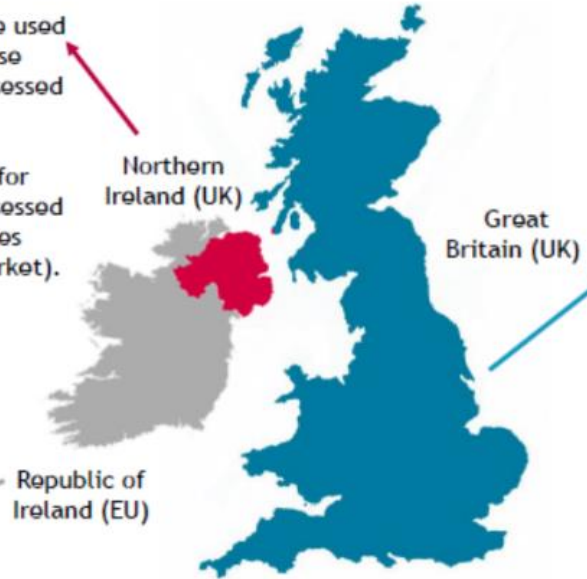 e used
se
essed
for
essed
es
rket).
Northern
Ireland (UK)
Great
Britain (UK)
Republic of
Ireland (EU)